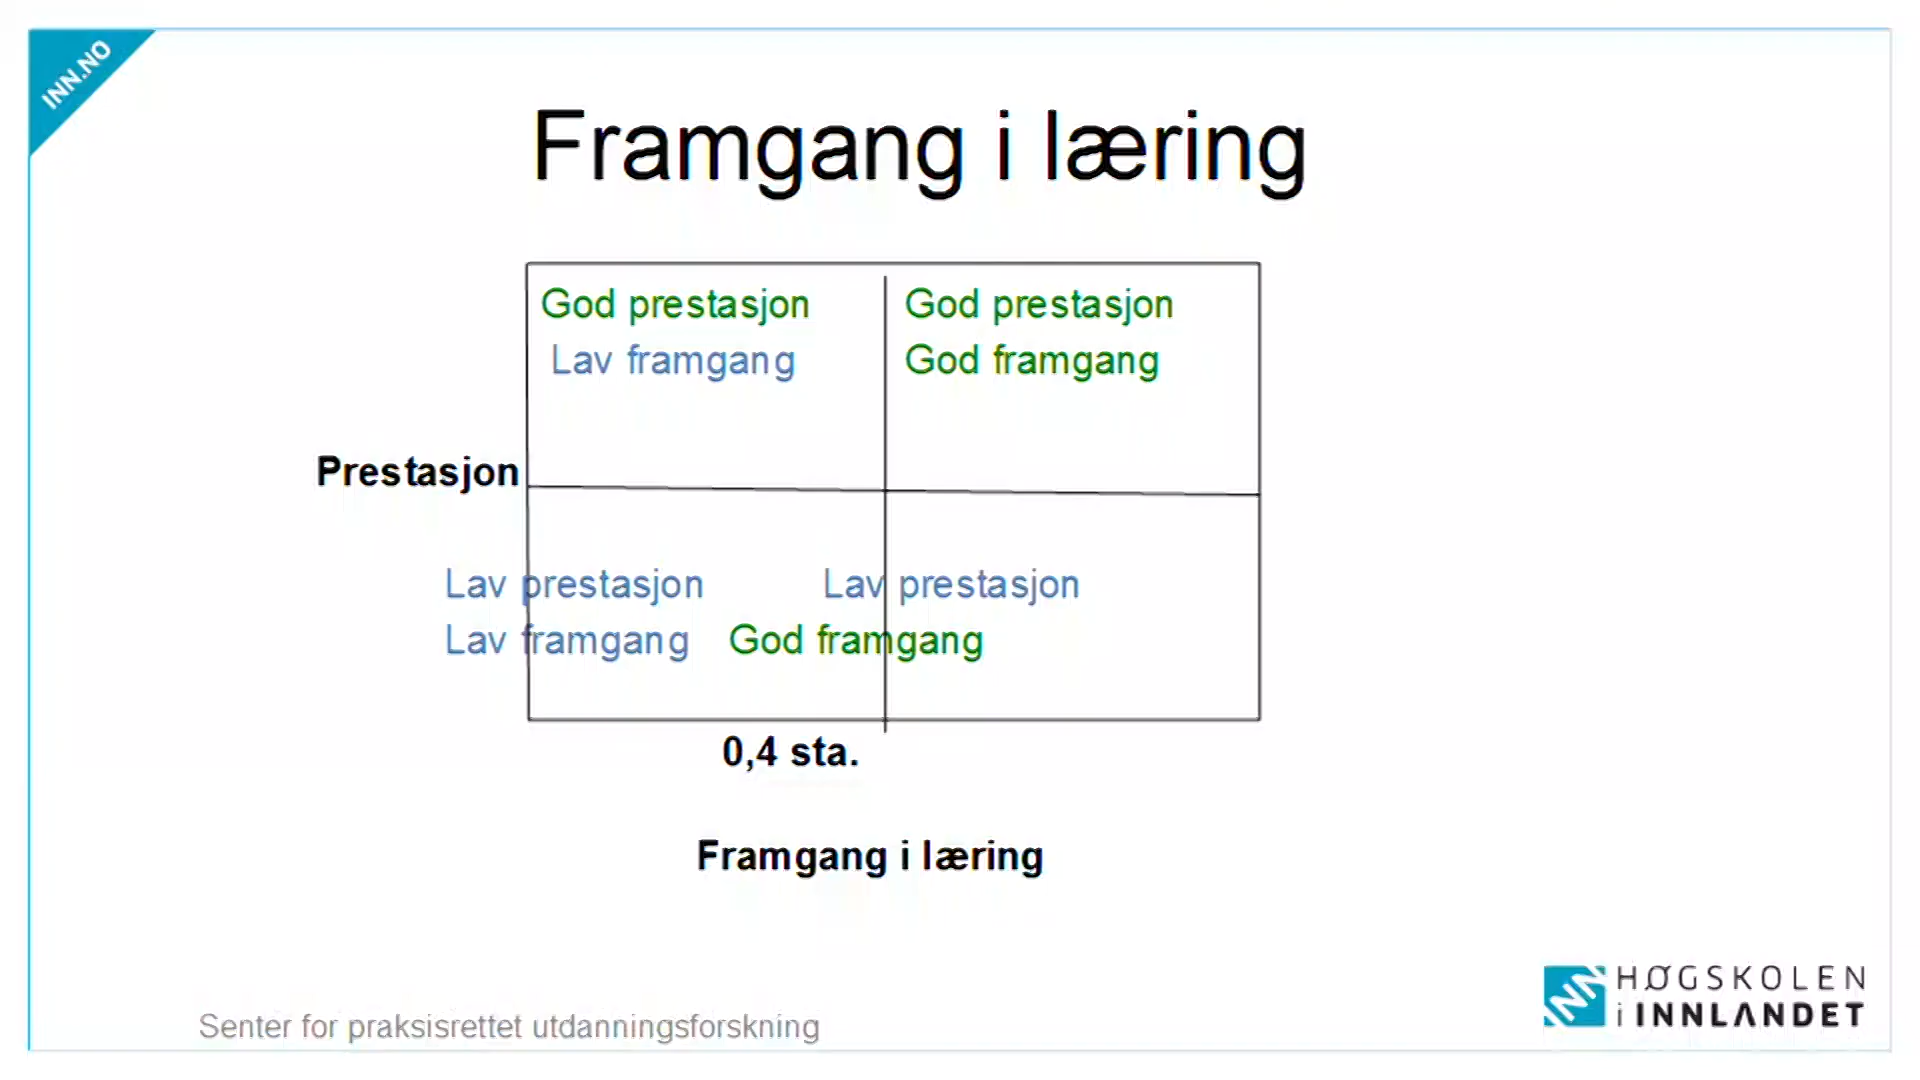 INN.NO
Framgang i læring
God prestasjon
Lav framgang
God prestasjon
God framgang
Prestasjon
Lav prestasjon
Lav framgang
Lav prestasjon
God framgang
0,4 sta.
Framgang i læring
Senter for praksisrettet utdanningsforskning
INN
HØGSKOLEN
i INNLANDET